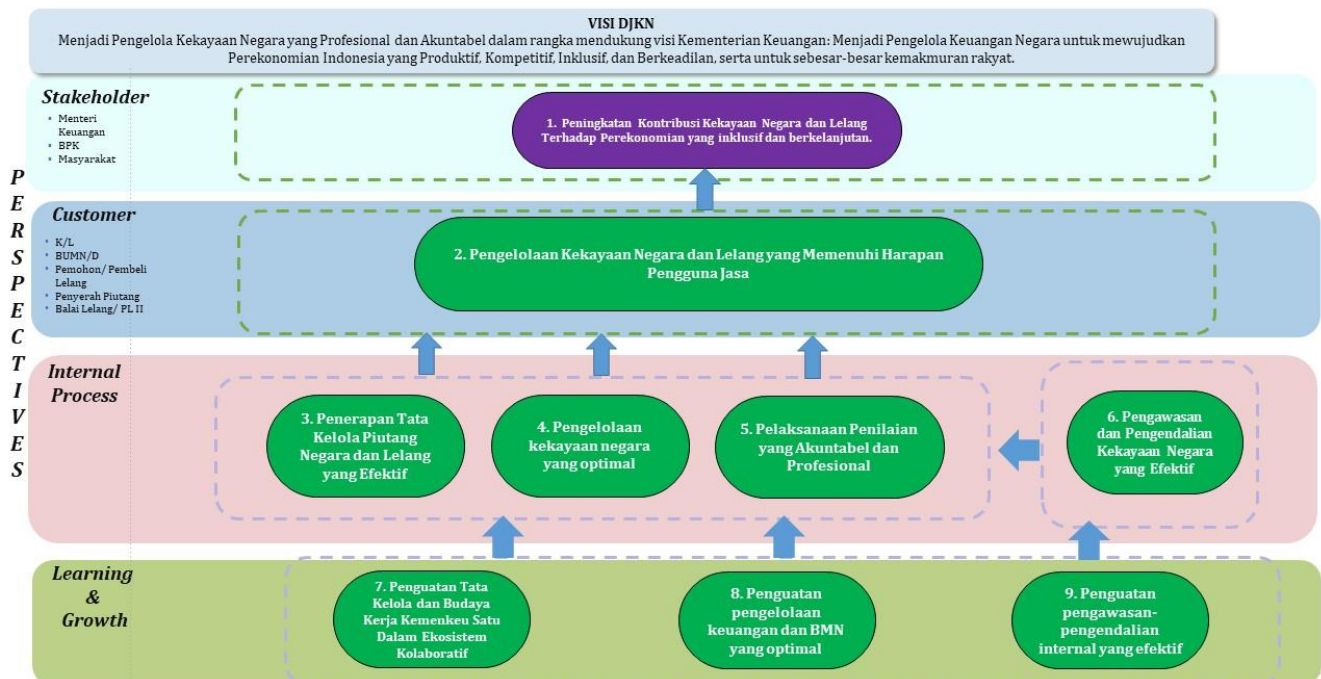 VISI DJKN
Menjadi Pengelola Kekayaan Negara yang Profesional dan Akuntabel dalam rangka mendukung visi Kementerian Keuangan: Menjadi Pengelola Keuangan Negara untuk mewujudkan
Perekonomian Indonesia yang Produktif, Kompetitif, Inklusif, dan Berkeadilan, serta untuk sebesar-besar kemakmuran rakyat.
PERSPECTIVES
Stakeholder
• Menteri
Keuangan
• BPK
• Masyarakat
1. Peningkatan Kontribusi Kekayaan Negara dan Lelang
Terhadap Perekonomian yang inklusif dan berkelanjutan.
Customer
• K/L
• BUMN/D
• Pemohon/ Pembeli
Lelang
• Penyerah Piutang
• Balai Lelang/ PL II
2. Pengelolaan Kekayaan Negara dan Lelang yang Memenuhi Harapan
Pengguna Jasa
Internal
Process
3. Penerapan Tata
Kelola Piutang
Negara dan Lelang
yang Efektif
4. Pengelolaan
kekayaan negara
yang optimal
5. Pelaksanaan Penilaian
yang Akuntabel dan
Profesional
6. Pengawasan
dan Pengendalian
Kekayaan Negara
yang Efektif
Learning
&
Growth
7. Penguatan Tata
Kelola dan Budaya
Kerja Kemenkeu Satu
Dalam Ekosistem
Kolaboratif
8. Penguatan
pengelolaan
keuangan dan BMN
yang optimal
9. Penguatan
pengawasan-
pengendalian
internal yang efektif